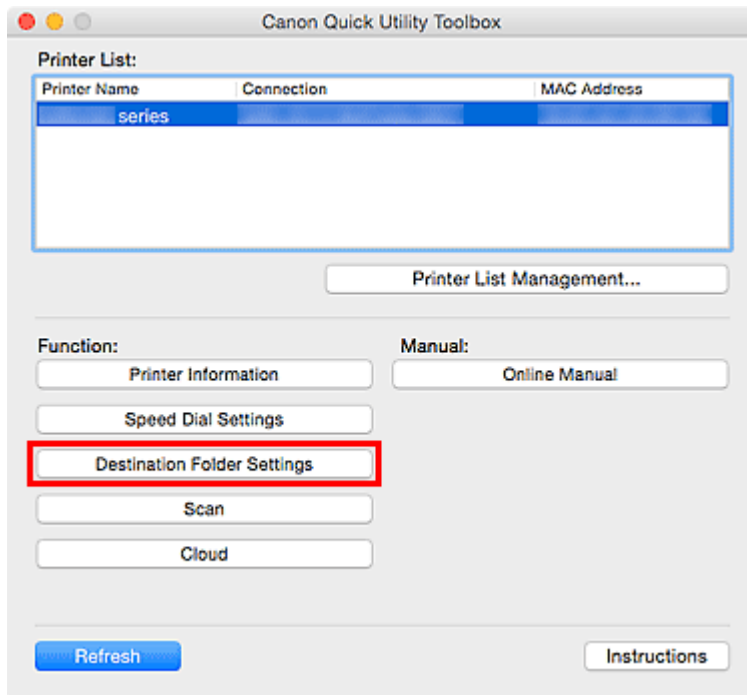 Canon Quick Utility Toolbox
Printer List:
Printer Name Connection MAC Address
series
Printer List Management...
Function: Manual:
Printer Information Online Manual
Speed Dial Settings
Destination Folder Settings
Scan
Cloud
Refresh Instructions